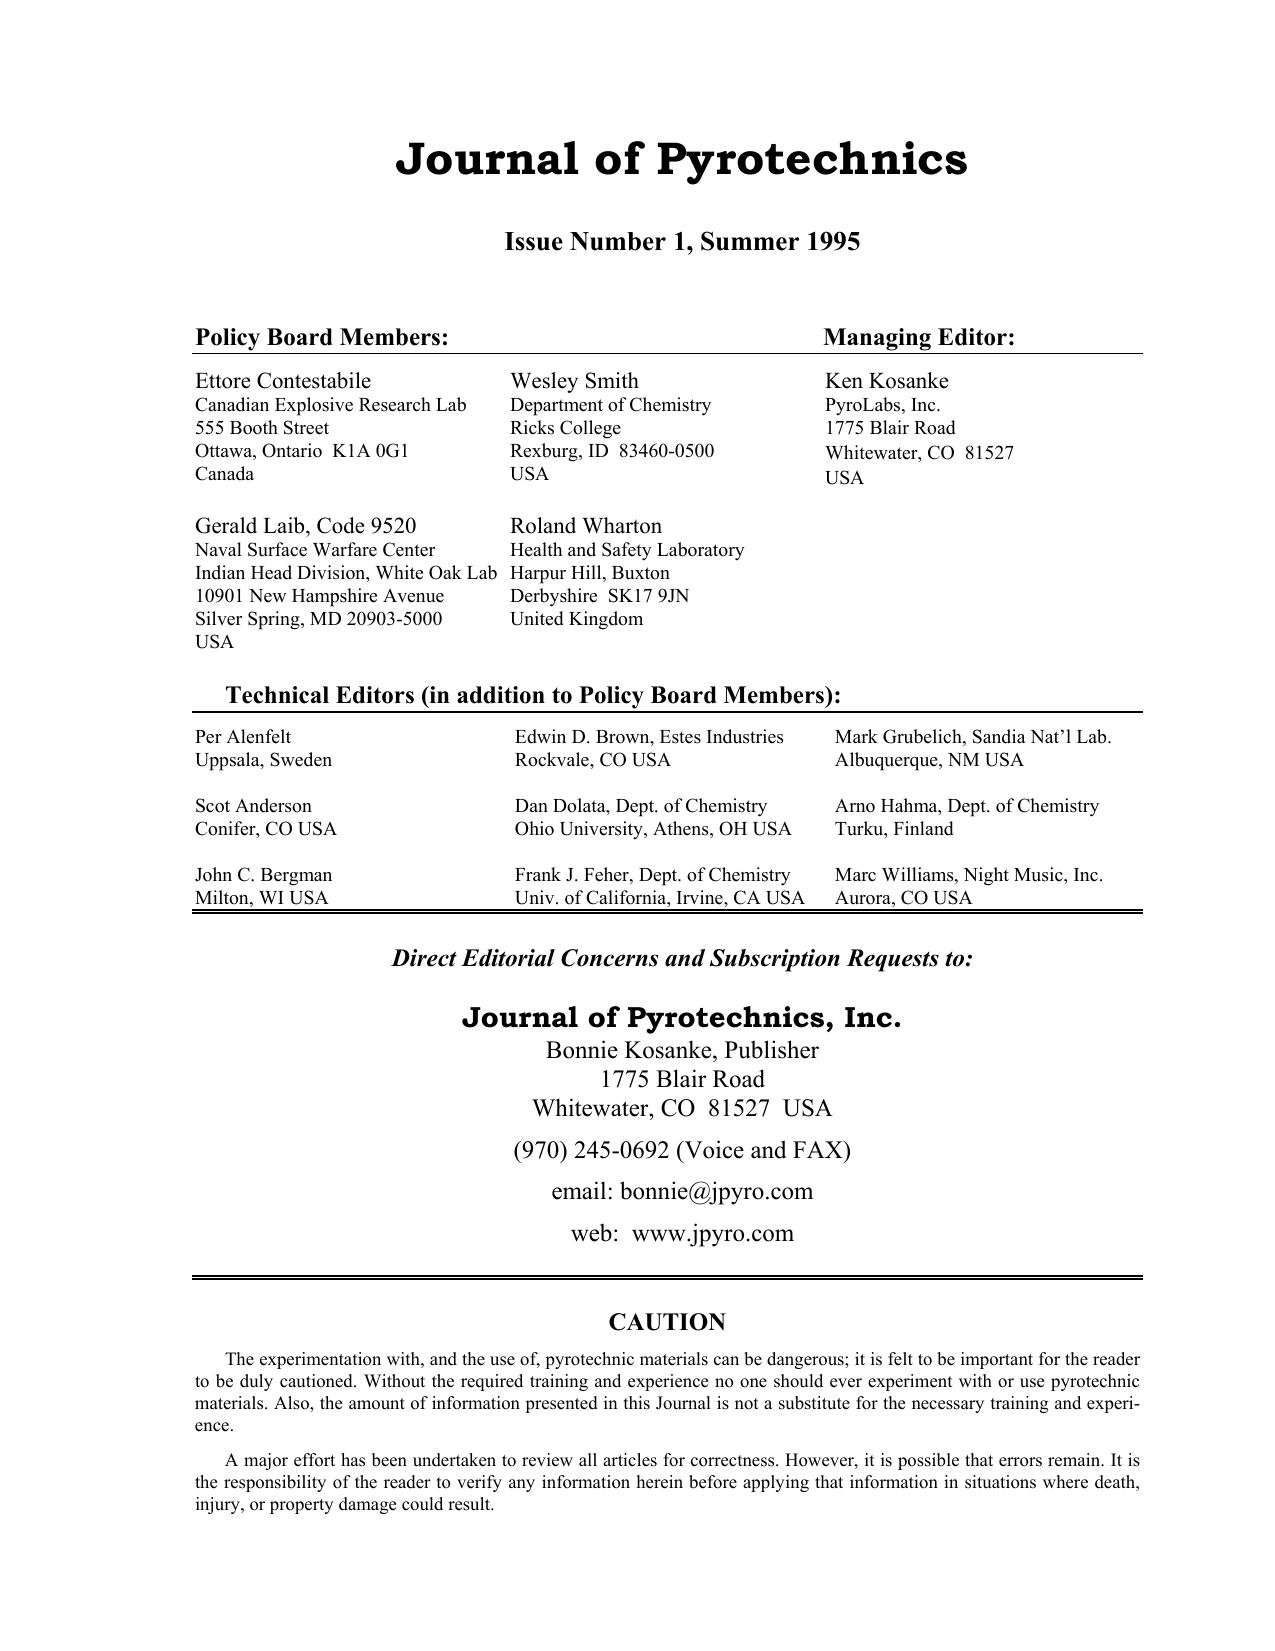 Journal of Pyrotechnics
Issue Number 1, Summer 1995
Policy Board Members:
Managing Editor:
Ettore Contestabile
Canadian Explosive Research Lab
555 Booth Street
Ottawa, Ontario  K1A 0G1
Canada
Wesley Smith
Department of Chemistry
Ricks College
Rexburg, ID  83460-0500
USA
Ken Kosanke
PyroLabs, Inc.
1775 Blair Road
Whitewater, CO  81527
USA
Gerald Laib, Code 9520
Naval Surface Warfare Center
Indian Head Division, White Oak Lab
10901 New Hampshire Avenue
Silver Spring, MD 20903-5000
USA
Roland Wharton
Health and Safety Laboratory
Harpur Hill, Buxton
Derbyshire  SK17 9JN
United Kingdom
Technical Editors (in addition to Policy Board Members):
Per Alenfelt
Uppsala, Sweden
Edwin D. Brown, Estes Industries
Rockvale, CO USA
Mark Grubelich, Sandia Nat’l Lab.
Albuquerque, NM USA
Scot Anderson
Conifer, CO USA
Dan Dolata, Dept. of Chemistry
Ohio University, Athens, OH USA
Arno Hahma, Dept. of Chemistry
Turku, Finland
John C. Bergman
Milton, WI USA
Frank J. Feher, Dept. of Chemistry
Univ. of California, Irvine, CA USA
Marc Williams, Night Music, Inc.
Aurora, CO USA
Direct Editorial Concerns and Subscription Requests to:
Journal of Pyrotechnics, Inc.
Bonnie Kosanke, Publisher
1775 Blair Road
Whitewater, CO  81527  USA
(970) 245-0692 (Voice and FAX)
email: bonnie@jpyro.com
web:  www.jpyro.com
CAUTION
The experimentation with, and the use of, pyrotechnic materials can be dangerous; it is felt to be important for the reader
to be duly cautioned. Without the required training and experience no one should ever experiment with or use pyrotechnic
materials. Also, the amount of information presented in this Journal is not a substitute for the necessary training and experi-
ence.
A major effort has been undertaken to review all articles for correctness. However, it is possible that errors remain. It is
the responsibility of the reader to verify any information herein before applying that information in situations where death,
injury, or property damage could result.